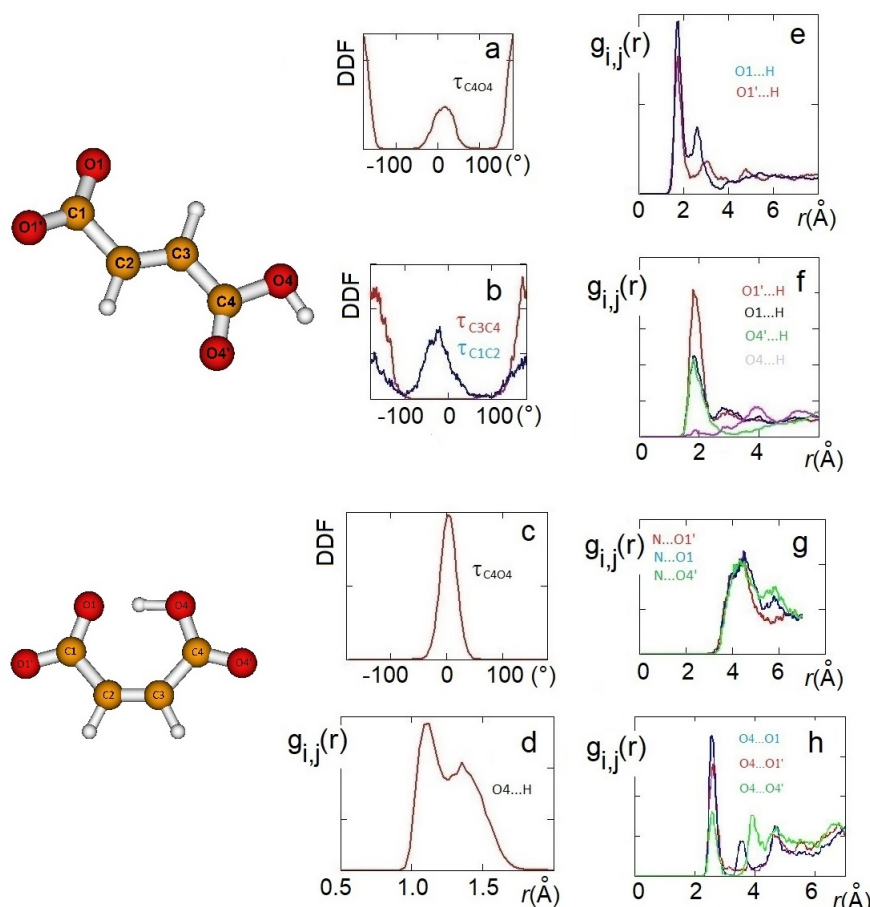 a
DDF
τC4O4
-100 0 100 (°)
e
gi,j(r)
O1...H
O1'...H
0 2 4 6 r(Å)
O1
O1'
C1
C2
C3
C4
O4
O4'
b
DDF
τC3C4
τC1C2
-100 0 100 (°)
f
gi,j(r)
O1'...H
O1...H
O4'...H
O4...H
0 2 4 r(Å)
c
DDF
τC4O4
-100 0 100 (°)
g
gi,j(r)
N...O1'
N...O1
N...O4'
0 2 4 6 r(Å)
O1
O4
O1'
C1
C4
O4'
C2
C3
d
gi,j(r)
O4...H
0.5 1.0 1.5 r(Å)
h
gi,j(r)
O4...O1
O4...O1'
O4...O4'
0 2 4 6 r(Å)